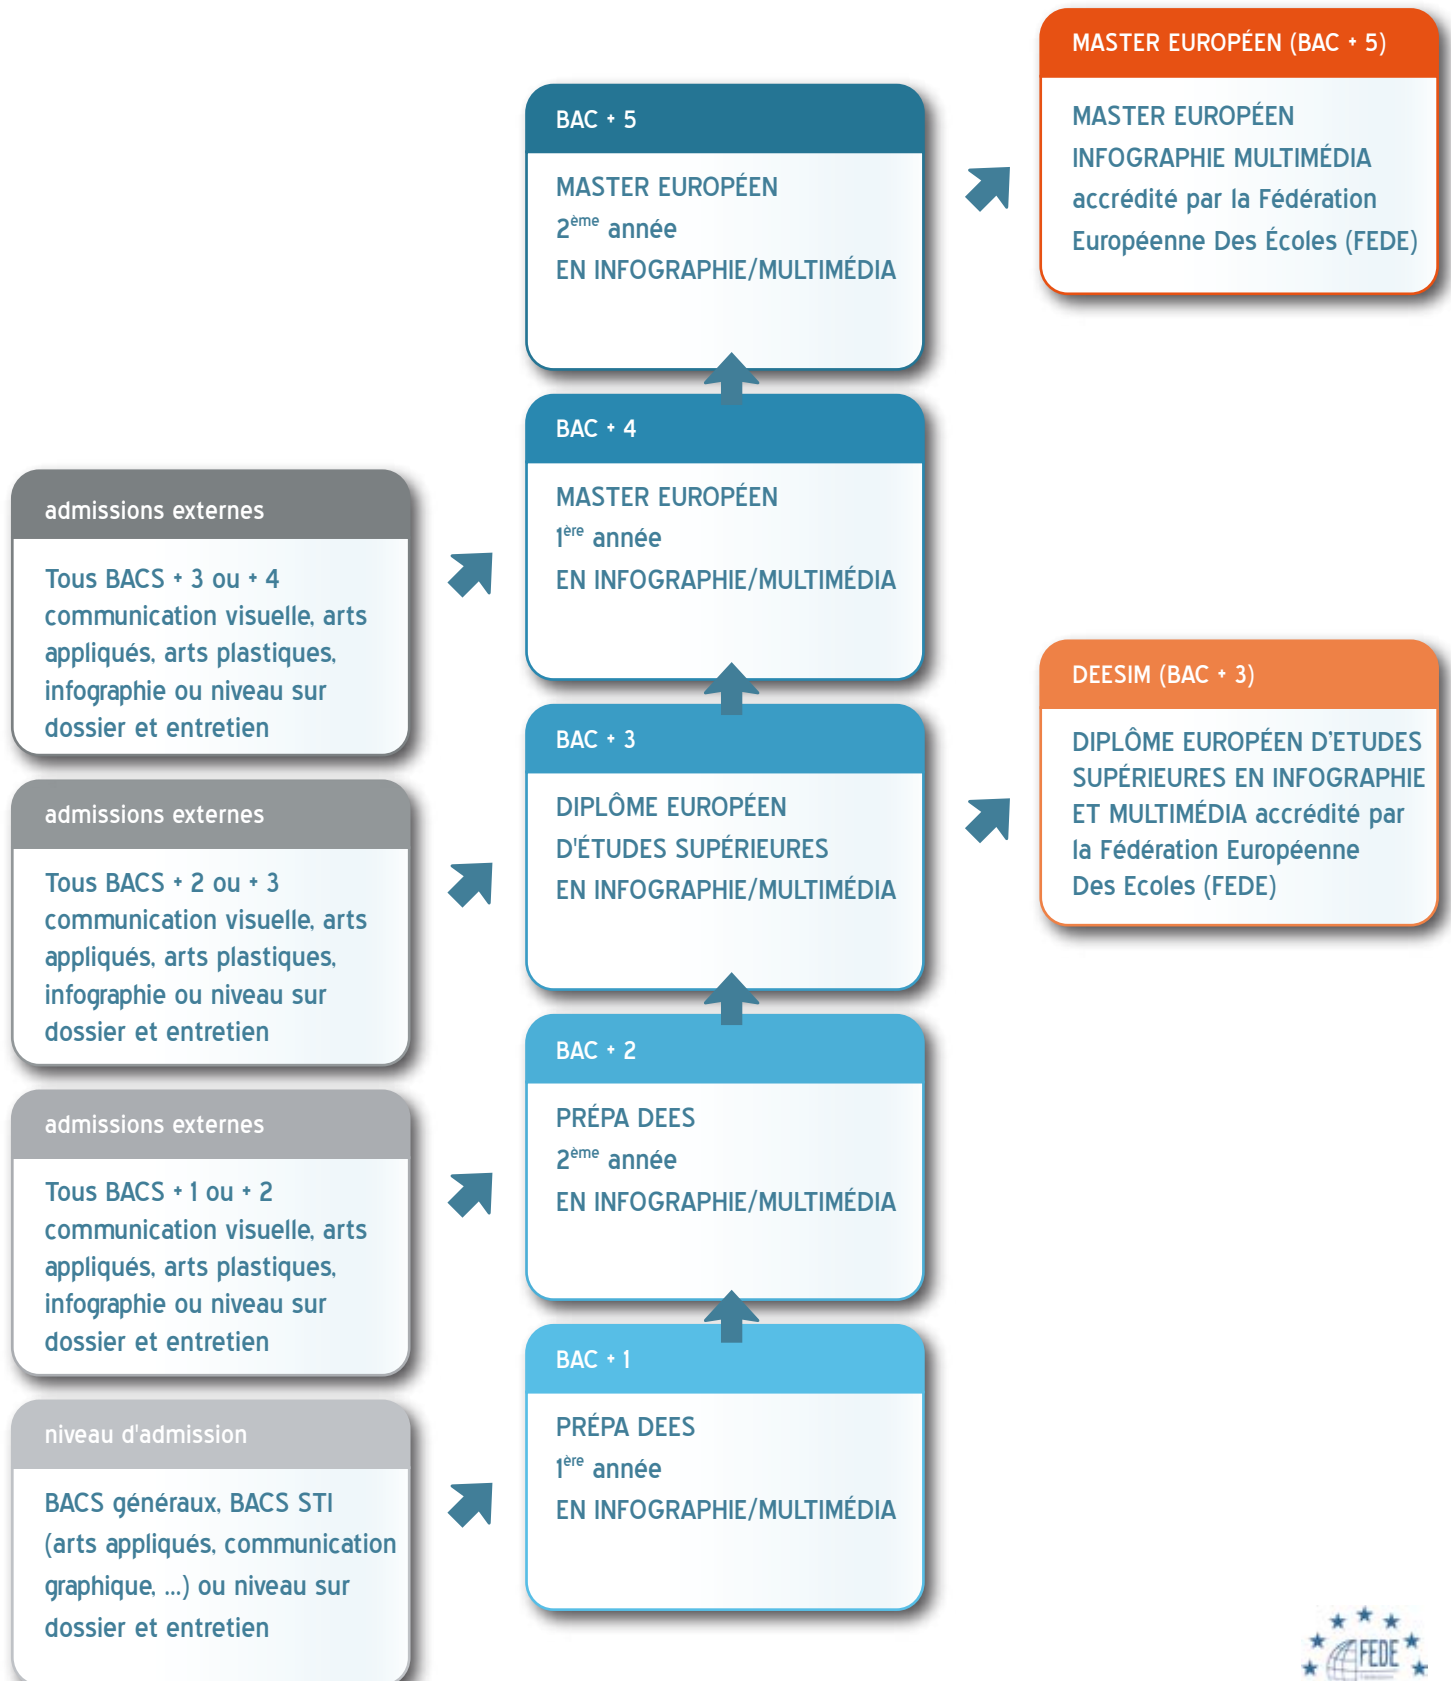 MASTER EUROPÉEN (BAC + 5)
MASTER EUROPÉEN
INFOGRAPHIE MULTIMÉDIA
accrédité par la Fédération
Européenne Des Écoles (FEDE)
BAC + 5
MASTER EUROPÉEN
2ème année
EN INFOGRAPHIE/MULTIMÉDIA
BAC + 4
MASTER EUROPÉEN
1ère année
EN INFOGRAPHIE/MULTIMÉDIA
admissions externes
Tous BACS + 3 ou + 4
communication visuelle, arts
appliqués, arts plastiques,
infographie ou niveau sur
dossier et entretien
DEESIM (BAC + 3)
DIPLÔME EUROPÉEN D'ETUDES
SUPÉRIEURES EN INFOGRAPHIE
ET MULTIMÉDIA accrédité par
la Fédération Européenne
Des Ecoles (FEDE)
BAC + 3
DIPLÔME EUROPÉEN
D'ÉTUDES SUPÉRIEURES
EN INFOGRAPHIE/MULTIMÉDIA
admissions externes
Tous BACS + 2 ou + 3
communication visuelle, arts
appliqués, arts plastiques,
infographie ou niveau sur
dossier et entretien
BAC + 2
PRÉPA DEES
2ème année
EN INFOGRAPHIE/MULTIMÉDIA
admissions externes
Tous BACS + 1 ou + 2
communication visuelle, arts
appliqués, arts plastiques,
infographie ou niveau sur
dossier et entretien
BAC + 1
PRÉPA DEES
1ère année
EN INFOGRAPHIE/MULTIMÉDIA
niveau d'admission
BACS généraux, BACS STI
(arts appliqués, communication
graphique, ...) ou niveau sur
dossier et entretien
FEDE